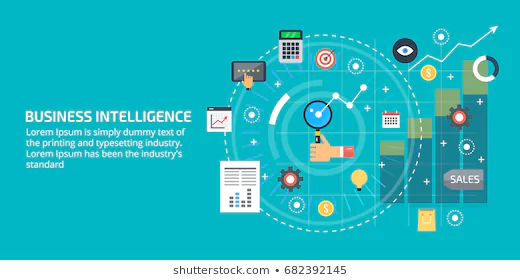 BUSINESS INTELLIGENCE
Lorem Ipsum is simply dummy text of
the printing and typesetting industry.
Lorem Ipsum has been the industry's
standard
SALES
shutterstock.com • 682392145